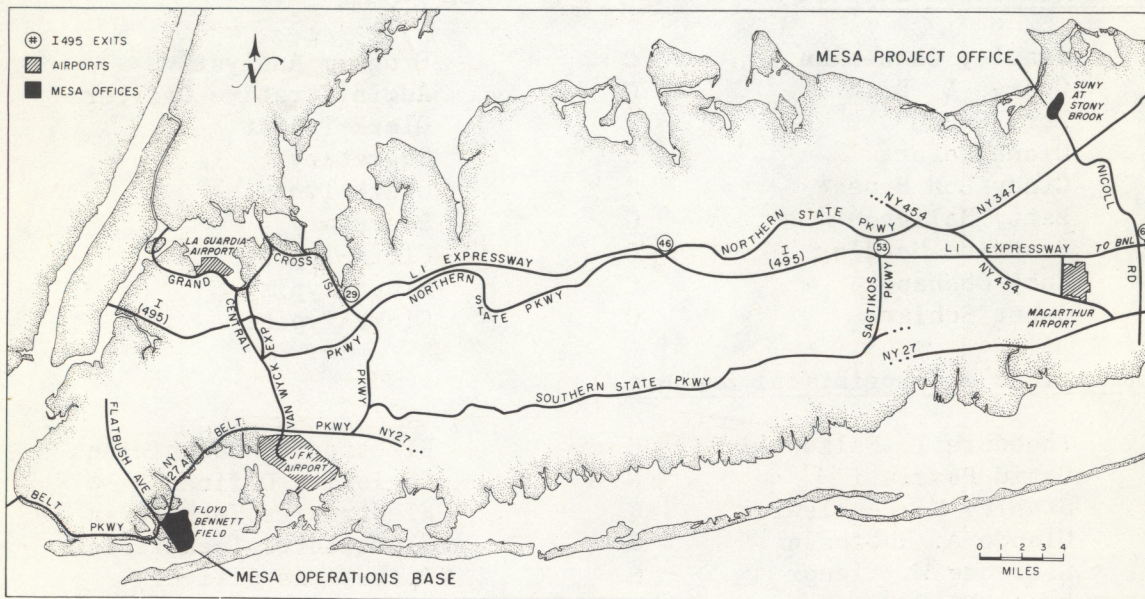 # I495 EXITS
AIRPORTS
MESA OFFICES
N
MESA PROJECT OFFICE
SUNY
AT
STONY
BROOK
NICOLL
RD
NY347
NY454
NORTHERN STATE PKWY
46
53
I
(495)
LI EXPRESSWAY
TO BNL
6
NY454
MACARTHUR
AIRPORT
SAGTIKOS
PKWY
NY 27
LA GUARDIA
AIRPORT
GRAND
CENTRAL
PKWY
CROSS
ISL
PKWY
29
LI EXPRESSWAY
NORTHERN
STATE PKWY
I
(495)
VAN WYCK EXP
SOUTHERN STATE PKWY
FLATBUSH AVE
NY
27A
BELT
PKWY
NY27
J.F.K.
AIRPORT
BELT
PKWY
FLOYD
BENNETT
FIELD
MESA OPERATIONS BASE
0 1 2 3 4
MILES